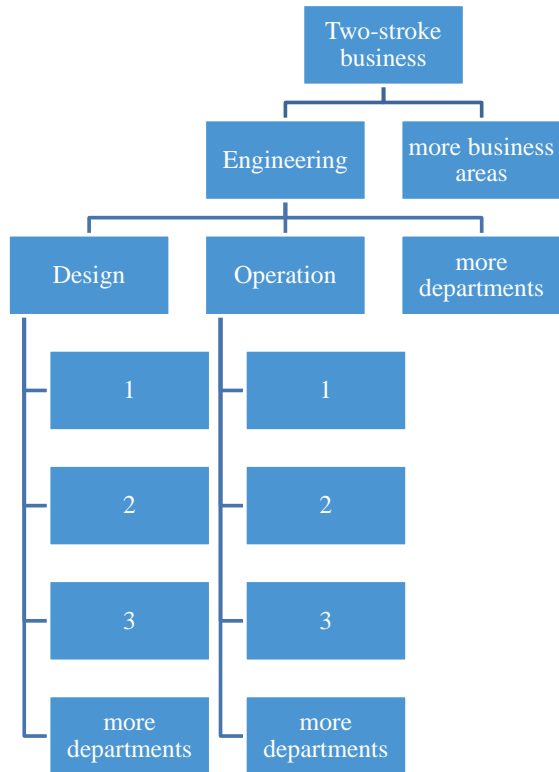 Two-stroke
business
Engineering
more business
areas
Design
Operation
more
departments
1
1
2
2
3
3
more
departments
more
departments